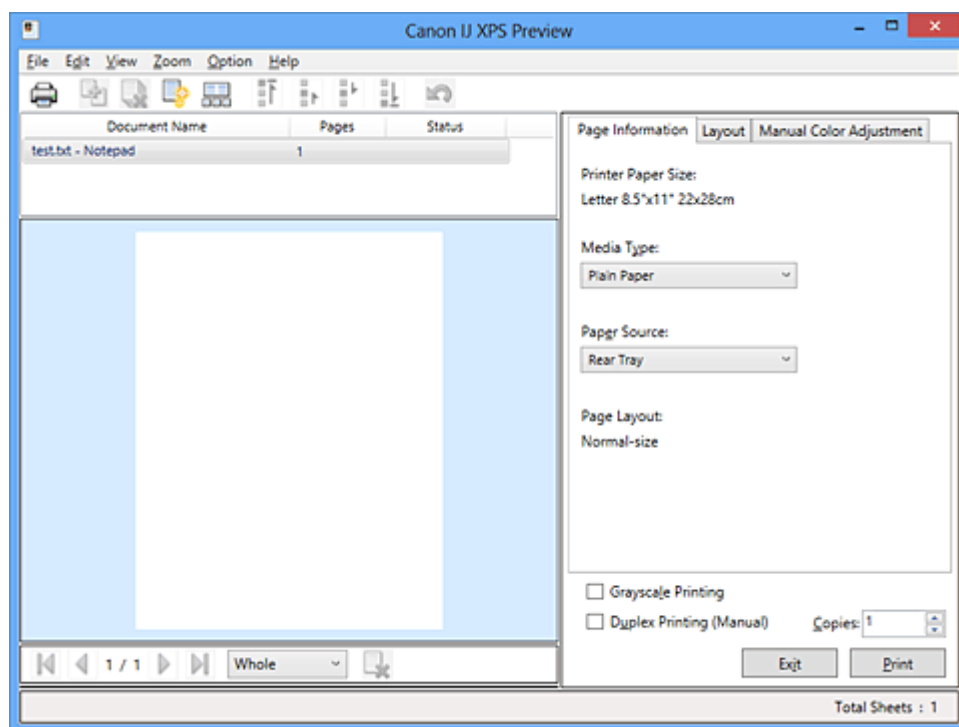 Canon IJ XPS Preview
File Edit View Zoom Option Help
Document Name Pages Status
test.txt - Notepad 1
Page Information Layout Manual Color Adjustment
Printer Paper Size:
Letter 8.5"x11" 22x28cm
Media Type:
Plain Paper
Paper Source:
Rear Tray
Page Layout:
Normal-size
Grayscale Printing
Duplex Printing (Manual) Copies: 1
1 / 1 Whole
Exit Print
Total Sheets : 1